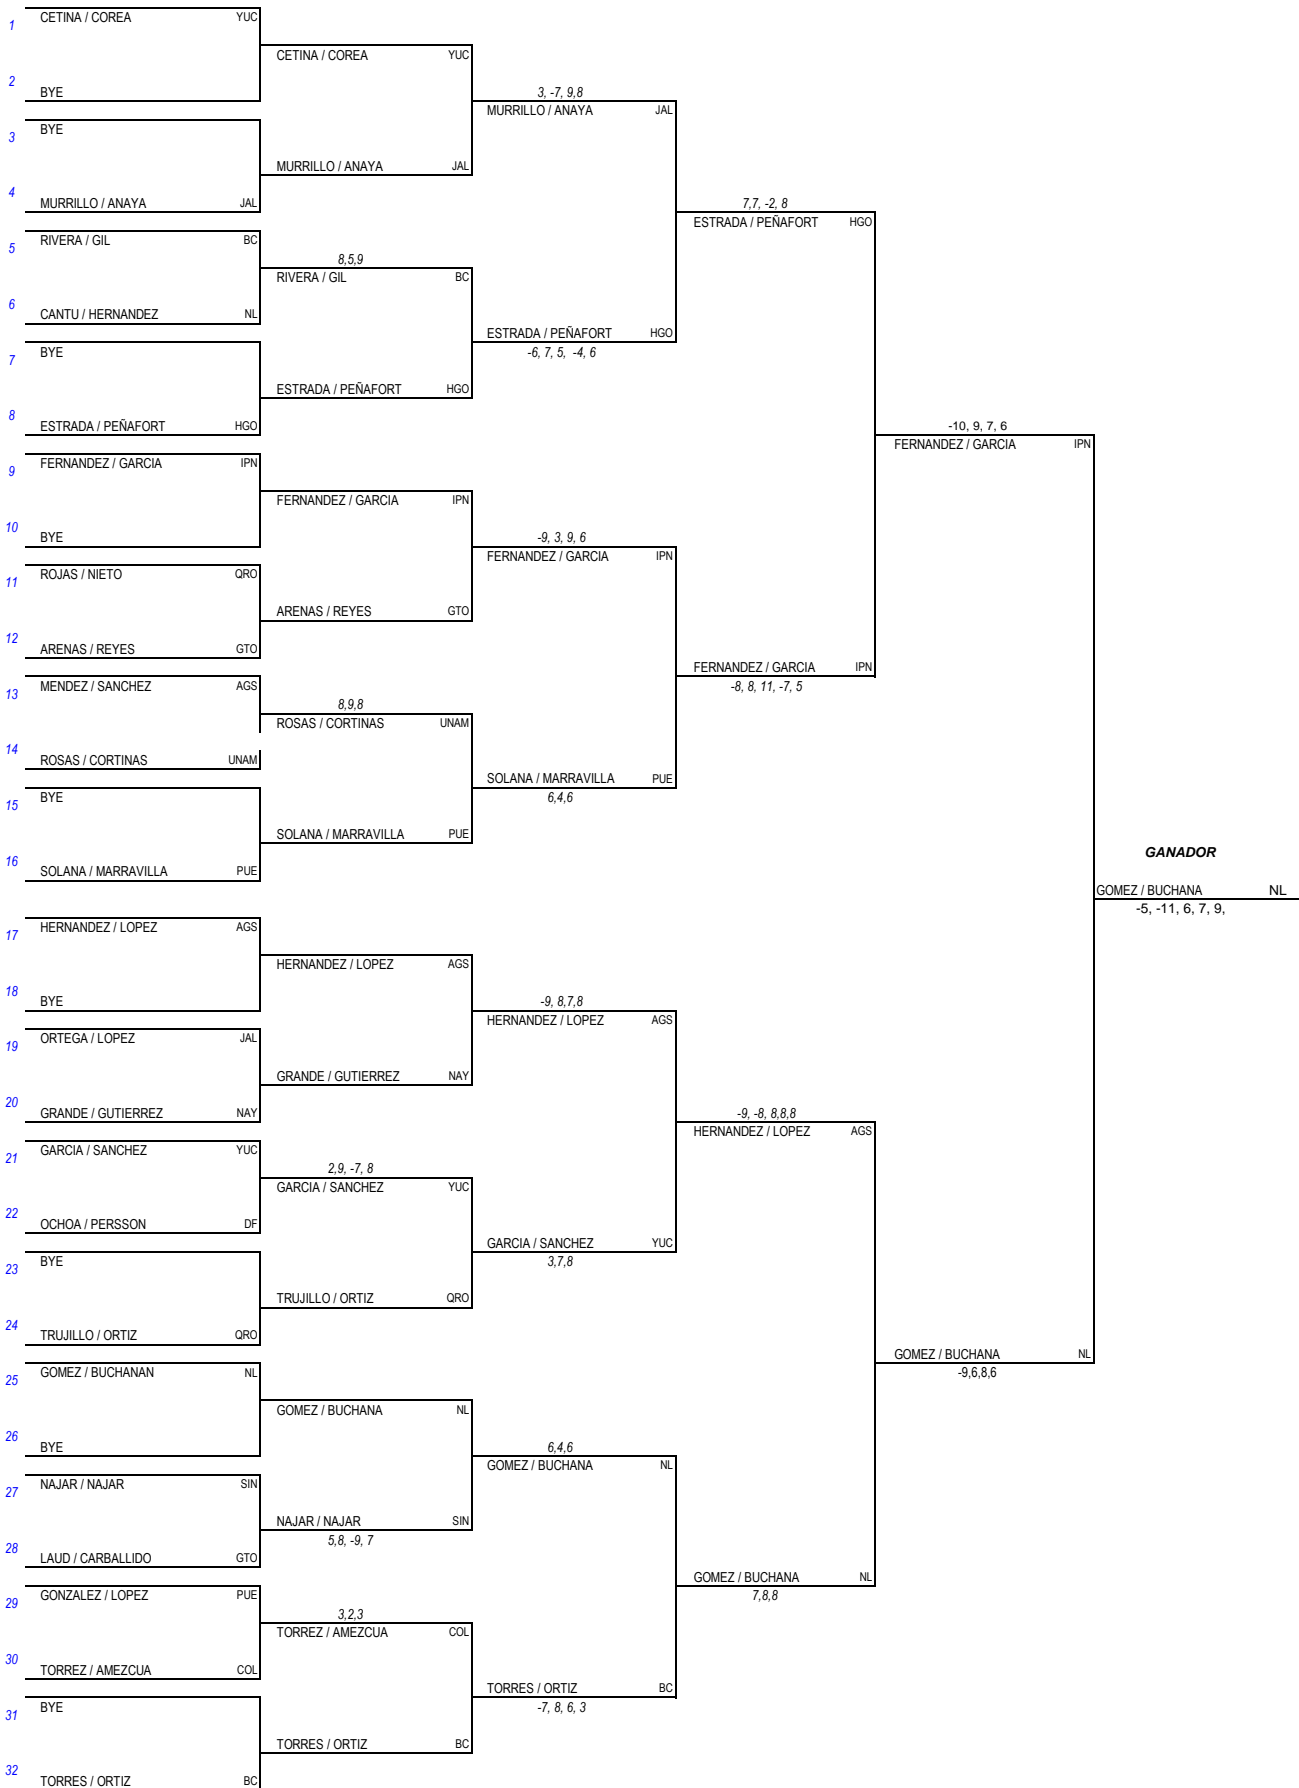 1 CETINA / COREA YUC
CETINA / COREA YUC
2 BYE
3, -7, 9,8
MURRILLO / ANAYA JAL
3 BYE
MURRILLO / ANAYA JAL
4 MURRILLO / ANAYA JAL
7,7, -2, 8
ESTRADA / PEÑAFORT HGO
5 RIVERA / GIL BC
8,5,9
RIVERA / GIL BC
6 CANTU / HERNANDEZ NL
ESTRADA / PEÑAFORT HGO
-6, 7, 5, -4, 6
7 BYE
ESTRADA / PEÑAFORT HGO
8 ESTRADA / PEÑAFORT HGO
-10, 9, 7, 6
FERNANDEZ / GARCIA IPN
9 FERNANDEZ / GARCIA IPN
FERNANDEZ / GARCIA IPN
10 BYE
-9, 3, 9, 6
FERNANDEZ / GARCIA IPN
11 ROJAS / NIETO QRO
ARENAS / REYES GTO
12 ARENAS / REYES GTO
FERNANDEZ / GARCIA IPN
-8, 8, 11, -7, 5
13 MENDEZ / SANCHEZ AGS
8,9,8
ROSAS / CORTINAS UNAM
14 ROSAS / CORTINAS UNAM
SOLANA / MARRAVILLA PUE
6,4,6
15 BYE
SOLANA / MARRAVILLA PUE
16 SOLANA / MARRAVILLA PUE
GANADOR
GOMEZ / BUCHANA NL
-5, -11, 6, 7, 9,
17 HERNANDEZ / LOPEZ AGS
HERNANDEZ / LOPEZ AGS
18 BYE
-9, 8,7,8
HERNANDEZ / LOPEZ AGS
19 ORTEGA / LOPEZ JAL
GRANDE / GUTIERREZ NAY
20 GRANDE / GUTIERREZ NAY
-9, -8, 8,8,8
HERNANDEZ / LOPEZ AGS
21 GARCIA / SANCHEZ YUC
2,9, -7, 8
GARCIA / SANCHEZ YUC
22 OCHOA / PERSSON DF
GARCIA / SANCHEZ YUC
3,7,8
23 BYE
TRUJILLO / ORTIZ QRO
24 TRUJILLO / ORTIZ QRO
GOMEZ / BUCHANA NL
-9,6,8,6
25 GOMEZ / BUCHANAN NL
GOMEZ / BUCHANA NL
26 BYE
6,4,6
GOMEZ / BUCHANA NL
27 NAJAR / NAJAR SIN
NAJAR / NAJAR SIN
5,8, -9, 7
28 LAUD / CARBALLIDO GTO
GOMEZ / BUCHANA NL
7,8,8
29 GONZALEZ / LOPEZ PUE
3,2,3
TORREZ / AMEZCUA COL
30 TORREZ / AMEZCUA COL
TORRES / ORTIZ BC
-7, 8, 6, 3
31 BYE
TORRES / ORTIZ BC
32 TORRES / ORTIZ BC